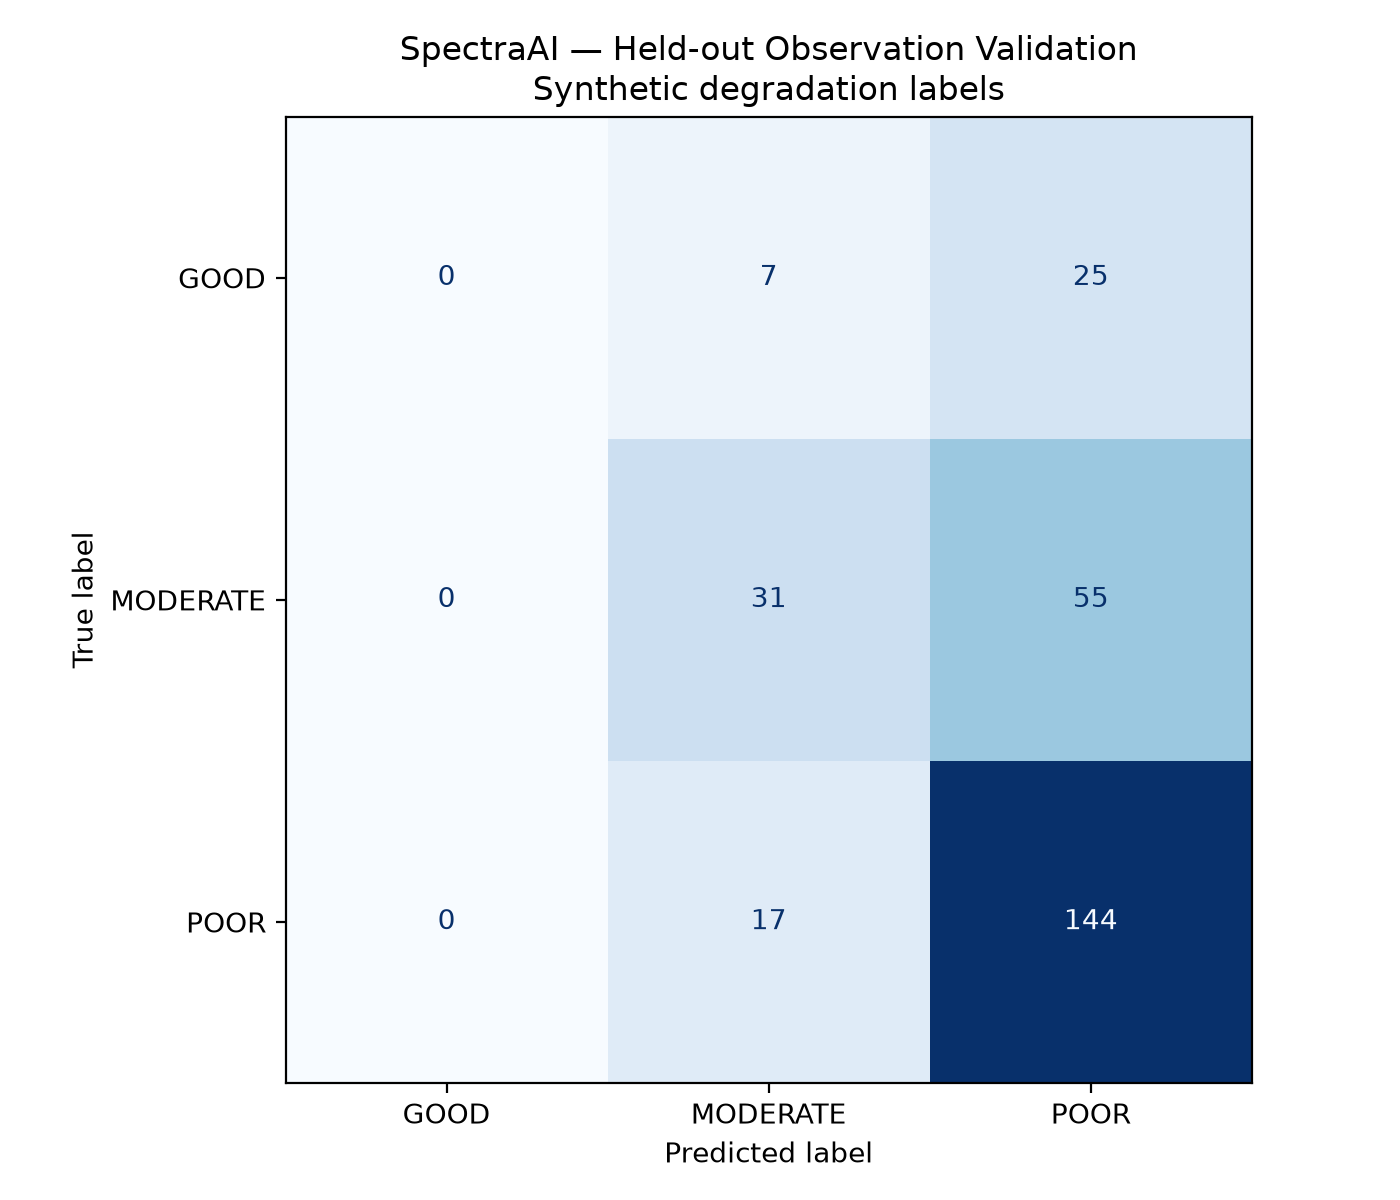 SpectraAI — Held-out Observation Validation
Synthetic degradation labels
GOOD
0
7
25
True label
MODERATE
0
31
55
POOR
0
17
144
GOOD
MODERATE
POOR
Predicted label